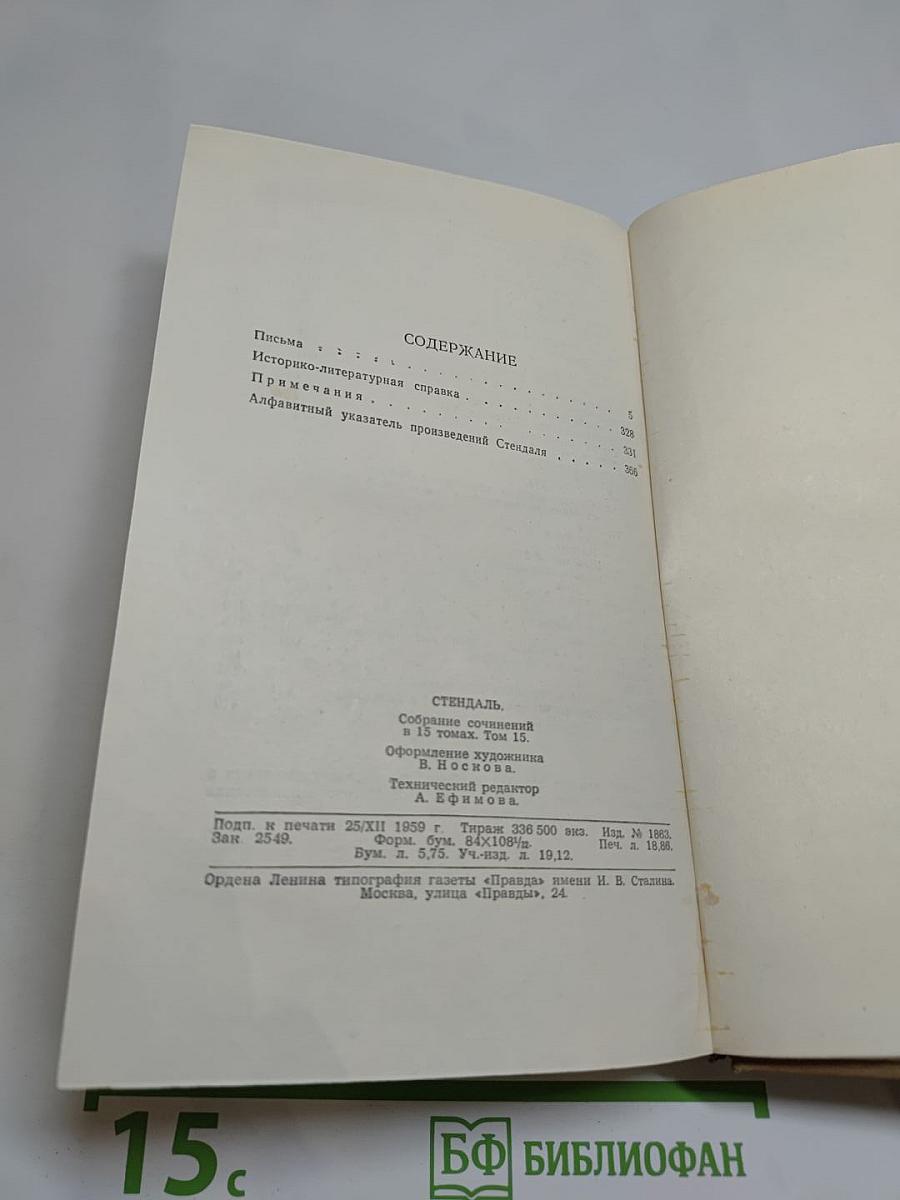 СОДЕРЖАНИЕ
Письма . . . . . . . . . . . . . . . 5
Историко-литературная справка . . . . . . . . 328
Примечания . . . . . . . . . . . . . 331
Алфавитный указатель произведений Стендаля . . . . . 366
СТЕНДАЛЬ.
Собрание сочинений
в 15 томах. Том 15.
Оформление художника
В. Носкова.
Технический редактор
А. Ефимова.
Подп. к печати 25/XII 1959 г. Тираж 336 500 экз. Изд. № 1863.
Зак. 2549. Форм. бум. 84×108¹/₃₂. Печ. л. 18,86.
Бум. л. 5,75. Уч.-изд. л. 19,12.
Ордена Ленина типография газеты «Правда» имени И. В. Сталина.
Москва, улица «Правды», 24.
15 с
БФ БИБЛИОФАН